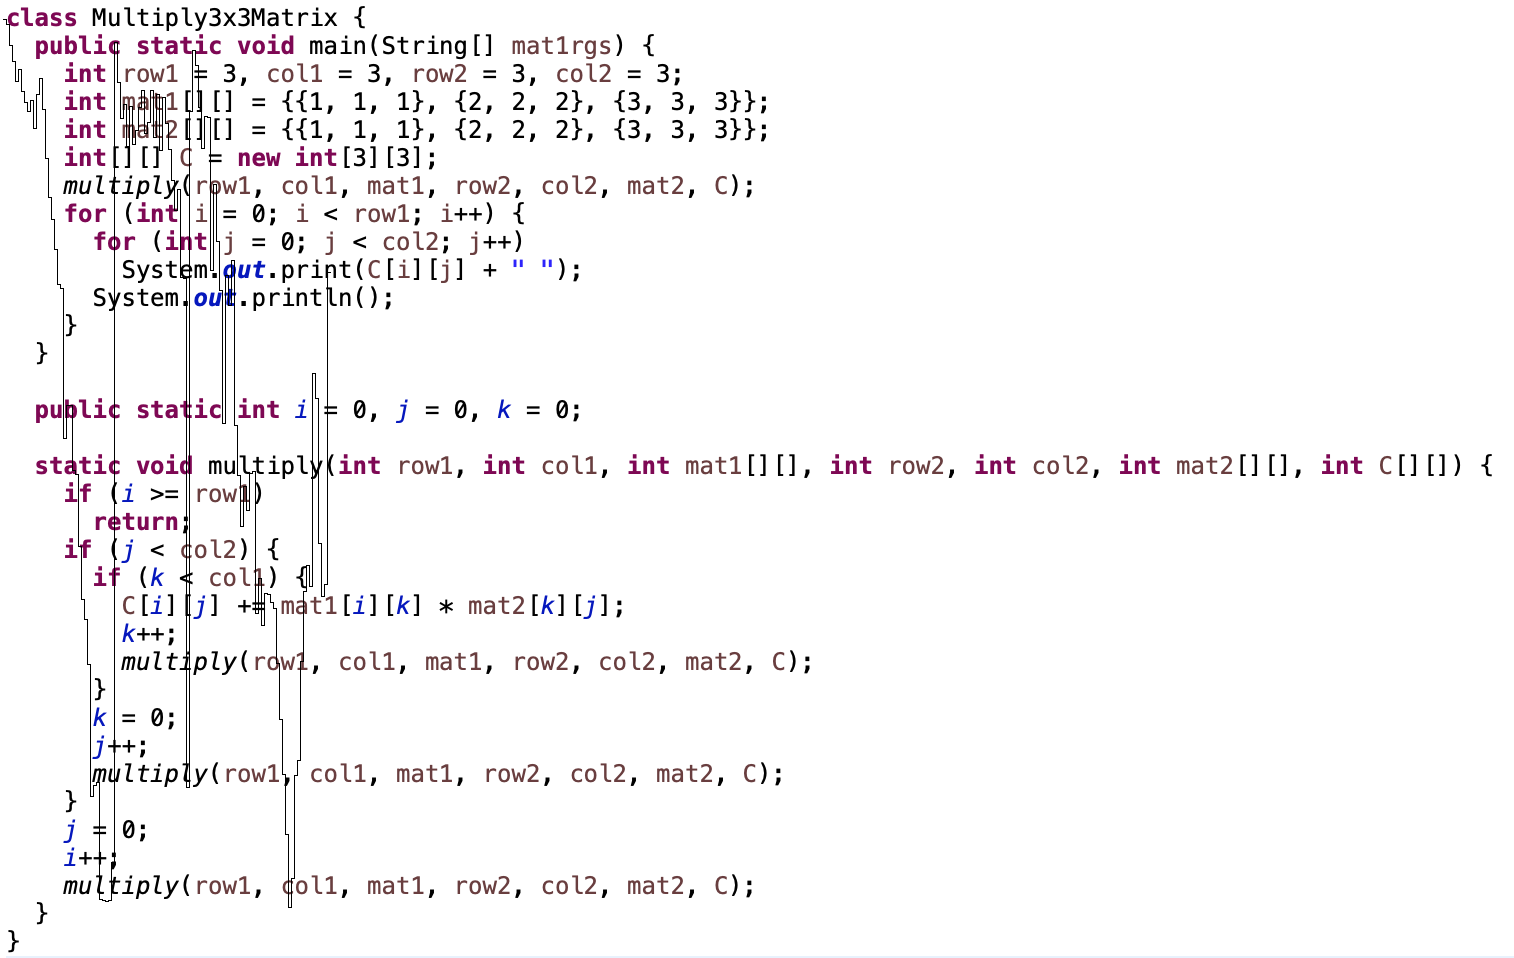 class Multiply3x3Matrix {
  public static void main(String[] mat1rgs) {
    int row1 = 3, col1 = 3, row2 = 3, col2 = 3;
    int mat1[][] = {{1, 1, 1}, {2, 2, 2}, {3, 3, 3}};
    int mat2[][] = {{1, 1, 1}, {2, 2, 2}, {3, 3, 3}};
    int[][] C = new int[3][3];
    multiply(row1, col1, mat1, row2, col2, mat2, C);
    for (int i = 0; i < row1; i++) {
      for (int j = 0; j < col2; j++)
        System.out.print(C[i][j] + " ");
      System.out.println();
    }
  }

  public static int i = 0, j = 0, k = 0;

  static void multiply(int row1, int col1, int mat1[][], int row2, int col2, int mat2[][], int C[][]) {
    if (i >= row1)
      return;
    if (j < col2) {
      if (k < col1) {
        C[i][j] += mat1[i][k] * mat2[k][j];
        k++;
        multiply(row1, col1, mat1, row2, col2, mat2, C);
      }
      k = 0;
      j++;
      multiply(row1, col1, mat1, row2, col2, mat2, C);
    }
    j = 0;
    i++;
    multiply(row1, col1, mat1, row2, col2, mat2, C);
  }
}